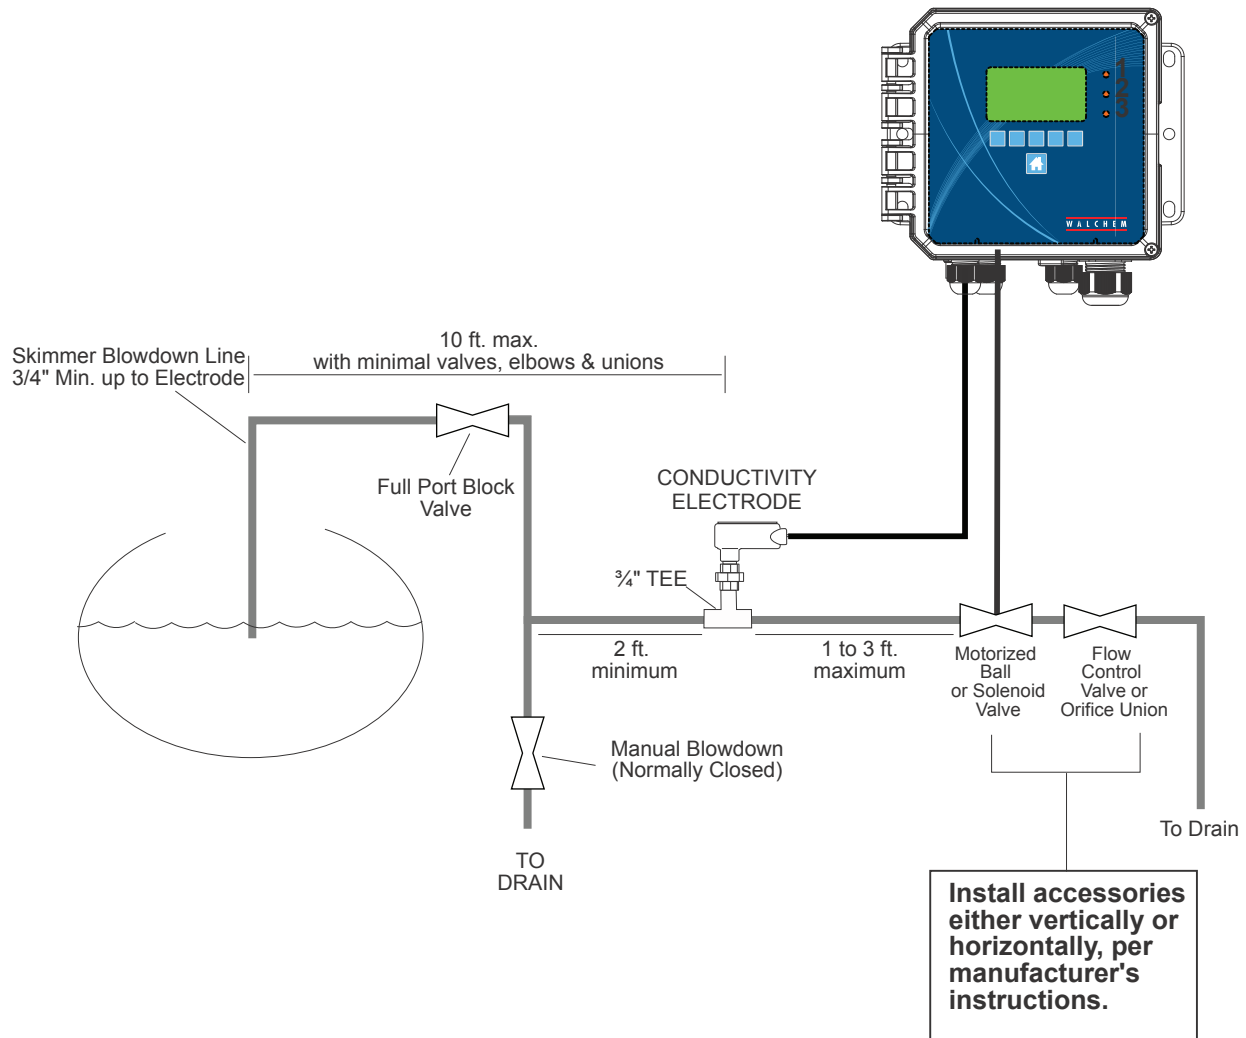 1
2
3
WALCHEM
10 ft. max.
with minimal valves, elbows & unions
Skimmer Blowdown Line
3/4" Min. up to Electrode
Full Port Block
Valve
CONDUCTIVITY
ELECTRODE
¾" TEE
2 ft.
minimum
1 to 3 ft.
maximum
Motorized
Ball
or Solenoid
Valve
Flow
Control
Valve or
Orifice Union
Manual Blowdown
(Normally Closed)
To Drain
TO
DRAIN
Install accessories
either vertically or
horizontally, per
manufacturer's
instructions.